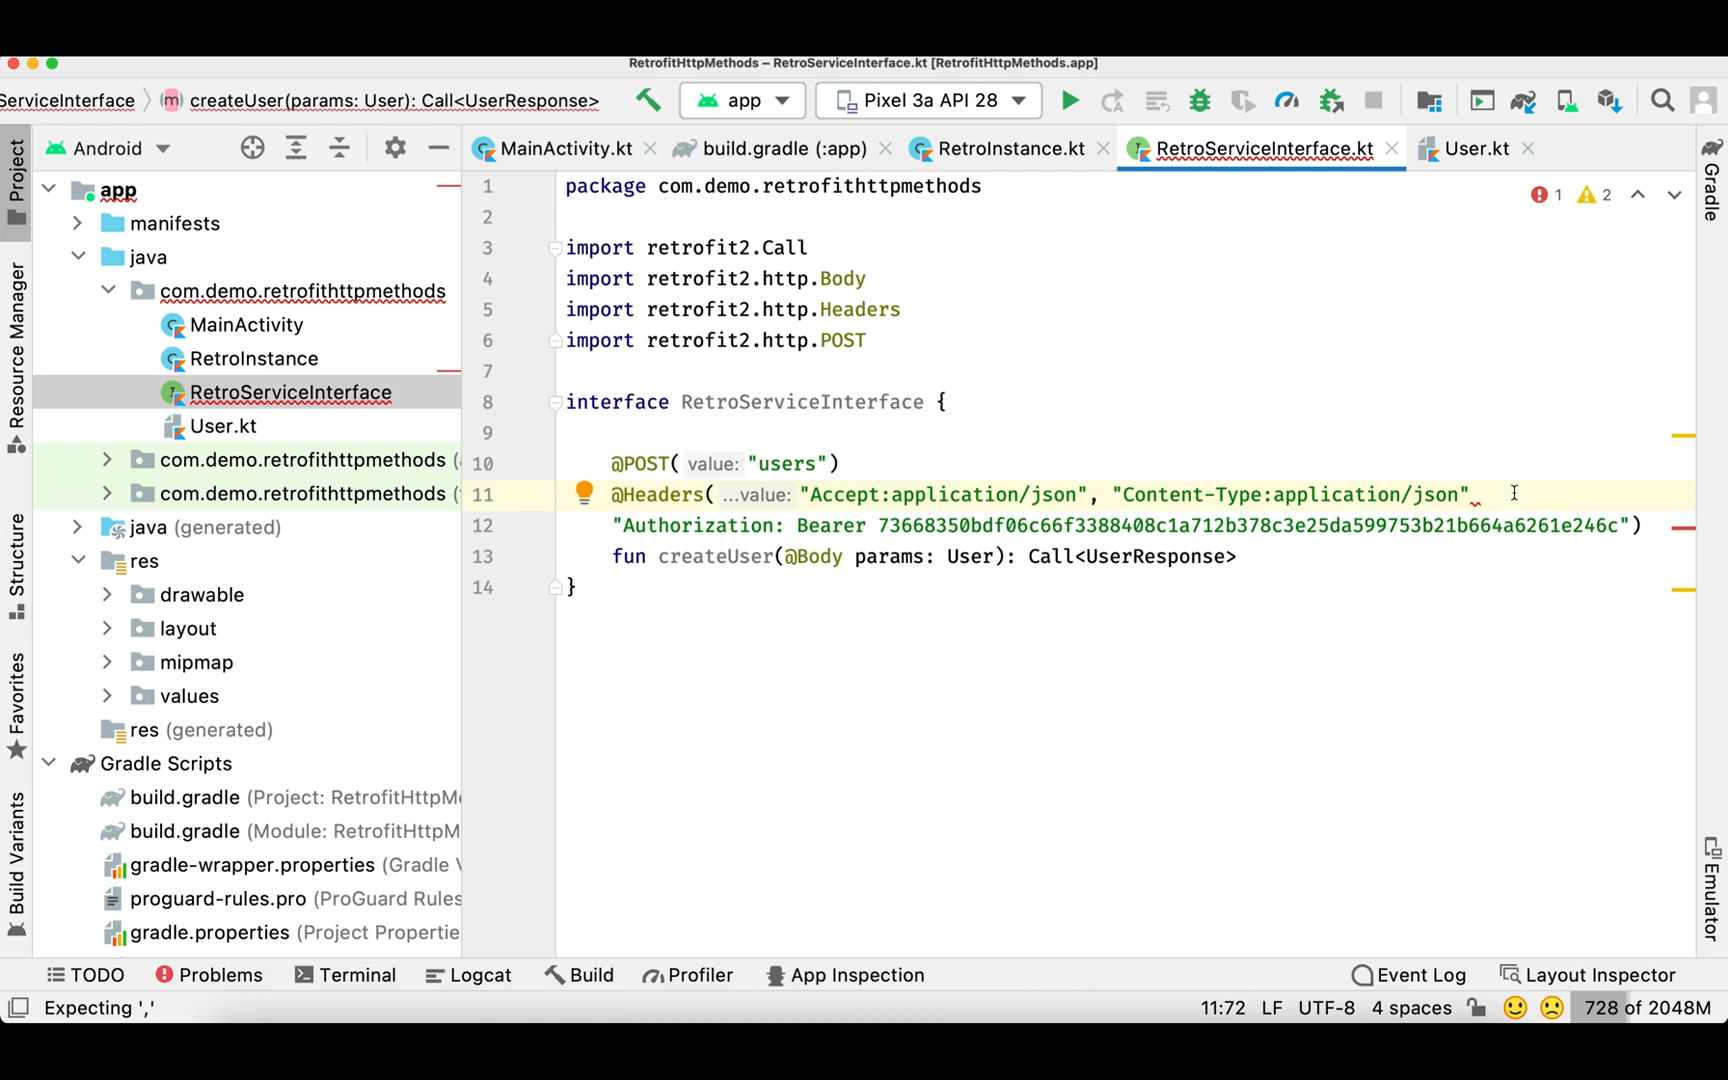 RetrofitHttpMethods – RetroServiceInterface.kt [RetrofitHttpMethods.app]
ServiceInterface createUser(params: User): Call<UserResponse> app Pixel 3a API 28
Android MainActivity.kt build.gradle (:app) RetroInstance.kt RetroServiceInterface.kt User.kt
Project
Resource Manager
Structure
Favorites
Build Variants
app
manifests
java
com.demo.retrofithttpmethods
MainActivity
RetroInstance
RetroServiceInterface
User.kt
com.demo.retrofithttpmethods (
com.demo.retrofithttpmethods (
java (generated)
res
drawable
layout
mipmap
values
res (generated)
Gradle Scripts
build.gradle (Project: RetrofitHttpM
build.gradle (Module: RetrofitHttpM
gradle-wrapper.properties (Gradle
proguard-rules.pro (ProGuard Rules
gradle.properties (Project Propertie
1 package com.demo.retrofithttpmethods
2
3 import retrofit2.Call
4 import retrofit2.http.Body
5 import retrofit2.http.Headers
6 import retrofit2.http.POST
7
8 interface RetroServiceInterface {
9
10 @POST( value: "users")
11 @Headers( ...value: "Accept:application/json", "Content-Type:application/json"
12 "Authorization: Bearer 73668350bdf06c66f3388408c1a712b378c3e25da599753b21b664a6261e246c")
13 fun createUser(@Body params: User): Call<UserResponse>
14 }
1 2
Gradle
Emulator
TODO Problems Terminal Logcat Build Profiler App Inspection Event Log Layout Inspector
Expecting ',' 11:72 LF UTF-8 4 spaces 728 of 2048M